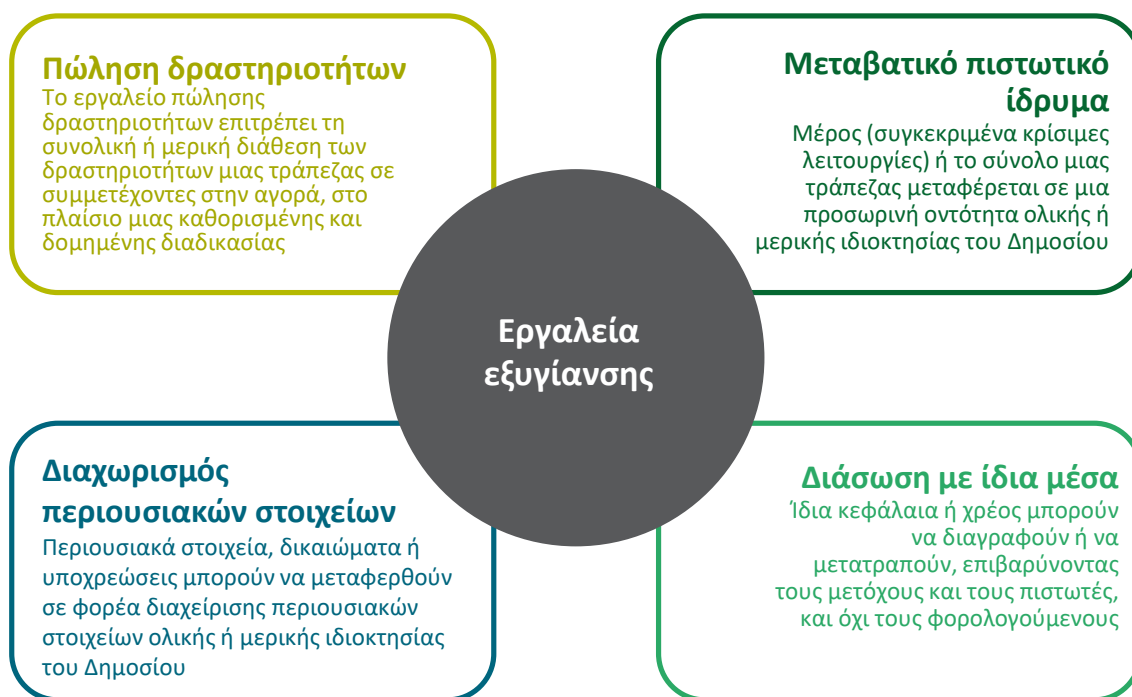 Πώληση δραστηριοτήτων
Το εργαλείο πώλησης
δραστηριοτήτων επιτρέπει τη
συνολική ή μερική διάθεση των
δραστηριοτήτων μιας τράπεζας σε
συμμετέχοντες στην αγορά, στο
πλαίσιο μιας καθορισμένης και
δομημένης διαδικασίας
Μεταβατικό πιστωτικό
ίδρυμα
Μέρος (συγκεκριμένα κρίσιμες
λειτουργίες) ή το σύνολο μιας
τράπεζας μεταφέρεται σε μια
προσωρινή οντότητα ολικής ή
μερικής ιδιοκτησίας του Δημοσίου
Εργαλεία
εξυγίανσης
Διαχωρισμός
περιουσιακών στοιχείων
Περιουσιακά στοιχεία, δικαιώματα ή
υποχρεώσεις μπορούν να μεταφερθούν
σε φορέα διαχείρισης περιουσιακών
στοιχείων ολικής ή μερικής ιδιοκτησίας
του Δημοσίου
Διάσωση με ίδια μέσα
Ίδια κεφάλαια ή χρέος μπορούν
να διαγραφούν ή να
μετατραπούν, επιβαρύνοντας
τους μετόχους και τους πιστωτές,
και όχι τους φορολογούμενους